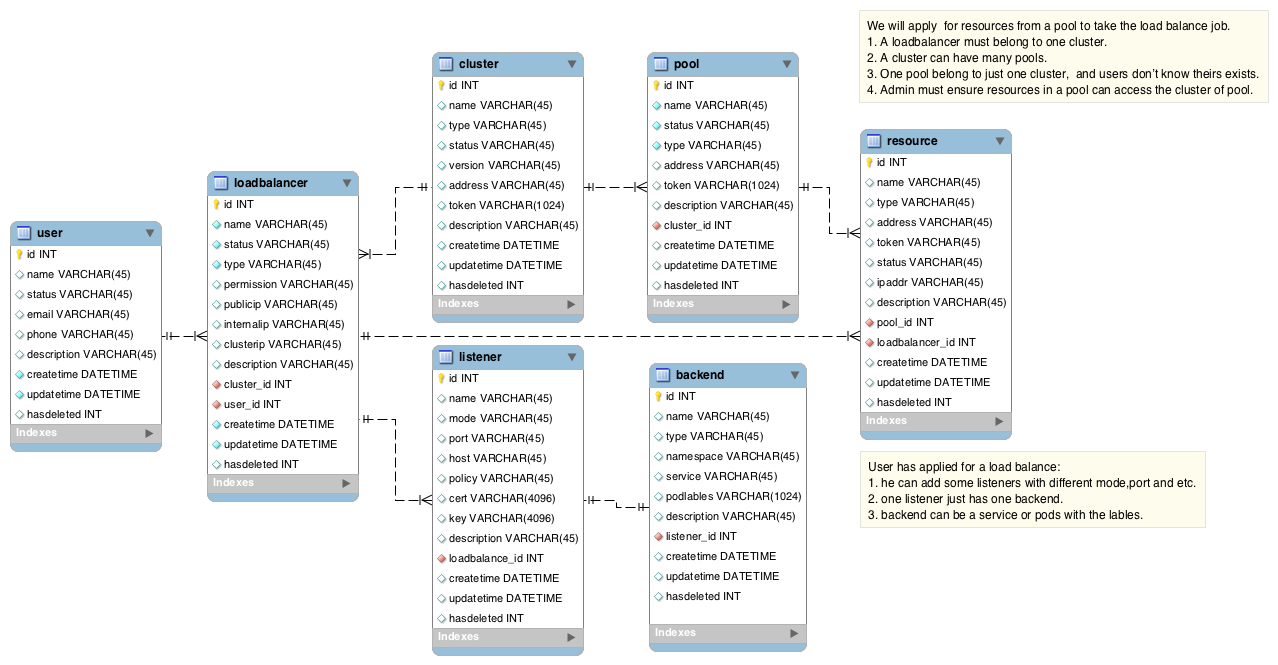 user
id INT
name VARCHAR(45)
status VARCHAR(45)
email VARCHAR(45)
phone VARCHAR(45)
description VARCHAR(45)
createtime DATETIME
updatetime DATETIME
hasdeleted INT
Indexes
loadbalancer
id INT
name VARCHAR(45)
status VARCHAR(45)
type VARCHAR(45)
permission VARCHAR(45)
publicip VARCHAR(45)
internalip VARCHAR(45)
clusterip VARCHAR(45)
description VARCHAR(45)
cluster_id INT
user_id INT
createtime DATETIME
updatetime DATETIME
hasdeleted INT
Indexes
cluster
id INT
name VARCHAR(45)
type VARCHAR(45)
status VARCHAR(45)
version VARCHAR(45)
address VARCHAR(45)
token VARCHAR(1024)
description VARCHAR(45)
createtime DATETIME
updatetime DATETIME
hasdeleted INT
Indexes
pool
id INT
name VARCHAR(45)
status VARCHAR(45)
type VARCHAR(45)
address VARCHAR(45)
token VARCHAR(1024)
description VARCHAR(45)
cluster_id INT
createtime DATETIME
updatetime DATETIME
hasdeleted INT
Indexes
We will apply for resources from a pool to take the load balance job.
1. A loadbalancer must belong to one cluster.
2. A cluster can have many pools.
3. One pool belong to just one cluster, and users don't know theirs exists.
4. Admin must ensure resources in a pool can access the cluster of pool.
resource
id INT
name VARCHAR(45)
type VARCHAR(45)
address VARCHAR(45)
token VARCHAR(45)
status VARCHAR(45)
ipaddr VARCHAR(45)
description VARCHAR(45)
pool_id INT
loadbalancer_id INT
createtime DATETIME
updatetime DATETIME
hasdeleted INT
Indexes
listener
id INT
name VARCHAR(45)
mode VARCHAR(45)
port VARCHAR(45)
host VARCHAR(45)
policy VARCHAR(45)
cert VARCHAR(4096)
key VARCHAR(4096)
description VARCHAR(45)
loadbalance_id INT
createtime DATETIME
updatetime DATETIME
hasdeleted INT
Indexes
backend
id INT
name VARCHAR(45)
type VARCHAR(45)
namespace VARCHAR(45)
service VARCHAR(45)
podlables VARCHAR(1024)
description VARCHAR(45)
listener_id INT
createtime DATETIME
updatetime DATETIME
hasdeleted INT
Indexes
User has applied for a load balance:
1. he can add some listeners with different mode,port and etc.
2. one listener just has one backend.
3. backend can be a service or pods with the lables.